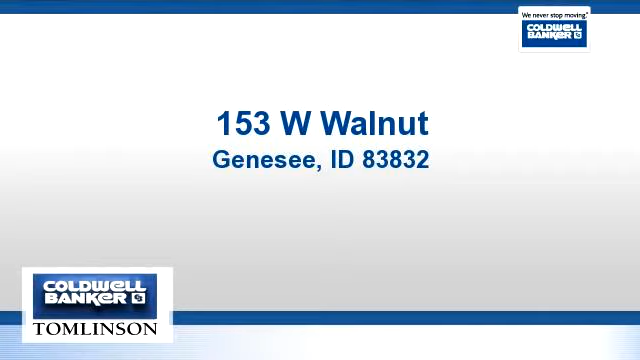 We never stop moving.®
COLDWELL
BANKER
153 W Walnut
Genesee, ID 83832
COLDWELL
BANKER
TOMLINSON